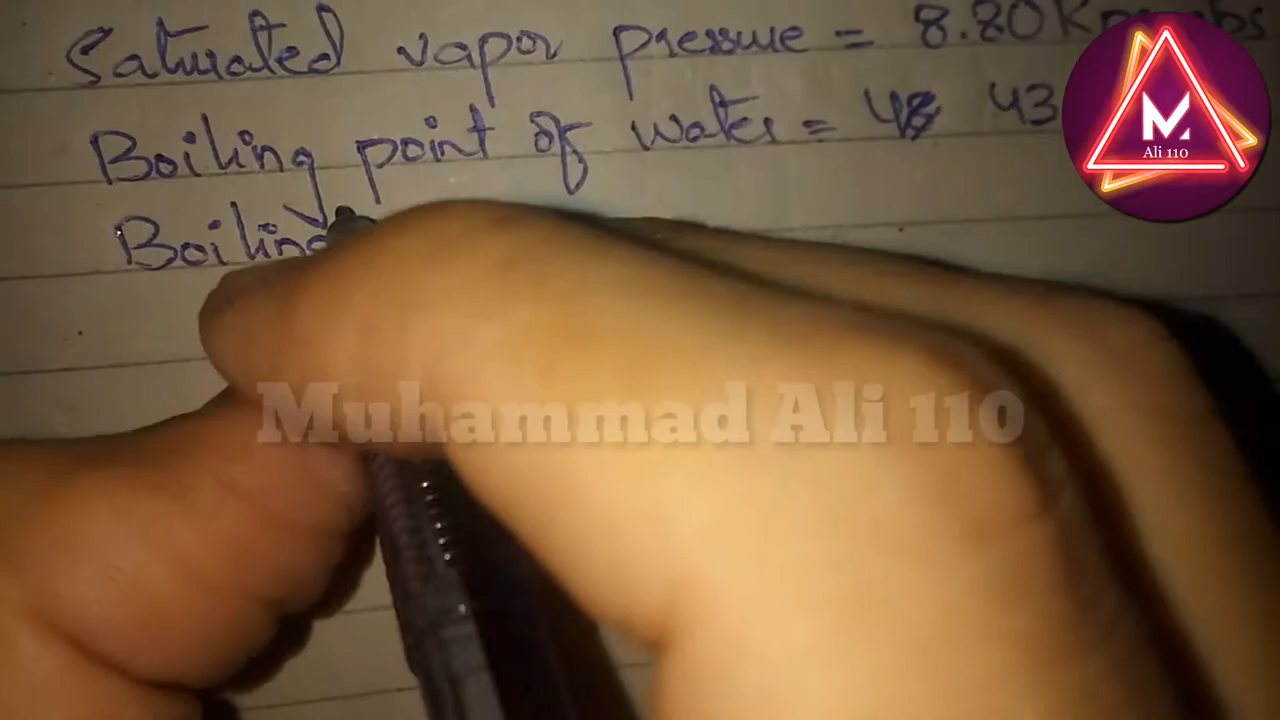 Saturated vapor pressure = 8.80
Boiling point of water = 43
Boiling
M.
Ali 110
Muhammad Ali 110